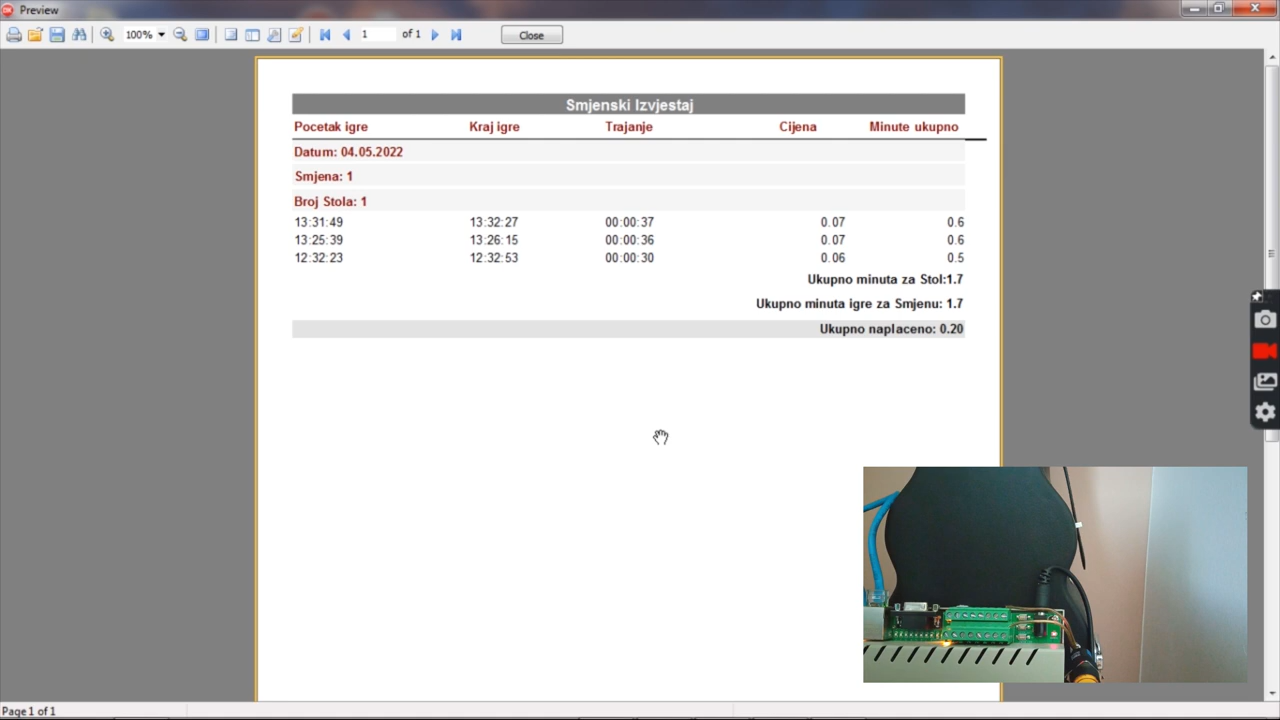 Preview
100% 1 of 1 Close
Smjenski Izvjestaj
Pocetak igre Kraj igre Trajanje Cijena Minute ukupno
Datum: 04.05.2022
Smjena: 1
Broj Stola: 1
13:31:49 13:32:27 00:00:37 0.07 0.6
13:25:39 13:26:15 00:00:36 0.07 0.6
12:32:23 12:32:53 00:00:30 0.06 0.5
Ukupno minuta za Stol:1.7
Ukupno minuta igre za Smjenu: 1.7
Ukupno naplaceno: 0.20
Page 1 of 1